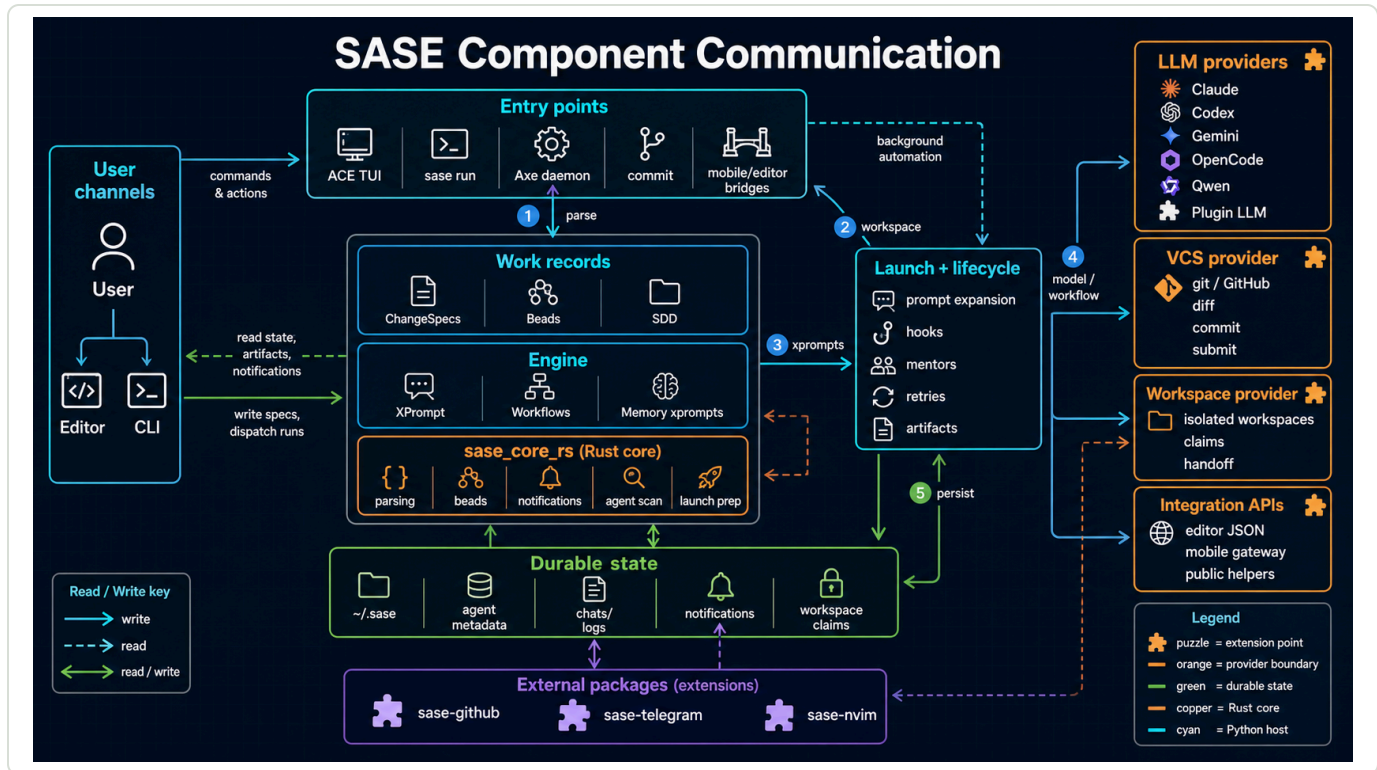 SASE Component Communication
User
channels
User
Editor
CLI
commands
& actions
Entry points
ACE TUI
sase run
Axe daemon
commit
mobile/editor
bridges
background
automation
1
parse
2
workspace
Work records
ChangeSpecs
Beads
SDD
Engine
XPrompt
Workflows
Memory xprompts
sase_core_rs (Rust core)
parsing
beads
notifications
agent scan
launch prep
read state,
artifacts,
notifications
write specs,
dispatch runs
3
xprompts
Launch + lifecycle
prompt expansion
hooks
mentors
retries
artifacts
4
model /
workflow
5
persist
Durable state
~/.sase
agent
metadata
chats/
logs
notifications
workspace
claims
External packages (extensions)
sase-github
sase-telegram
sase-nvim
LLM providers
Claude
Codex
Gemini
OpenCode
Qwen
Plugin LLM
VCS provider
git / GitHub
diff
commit
submit
Workspace provider
isolated workspaces
claims
handoff
Integration APIs
editor JSON
mobile gateway
public helpers
Read / Write key
write
read
read / write
Legend
puzzle = extension point
orange = provider boundary
green = durable state
copper = Rust core
cyan = Python host